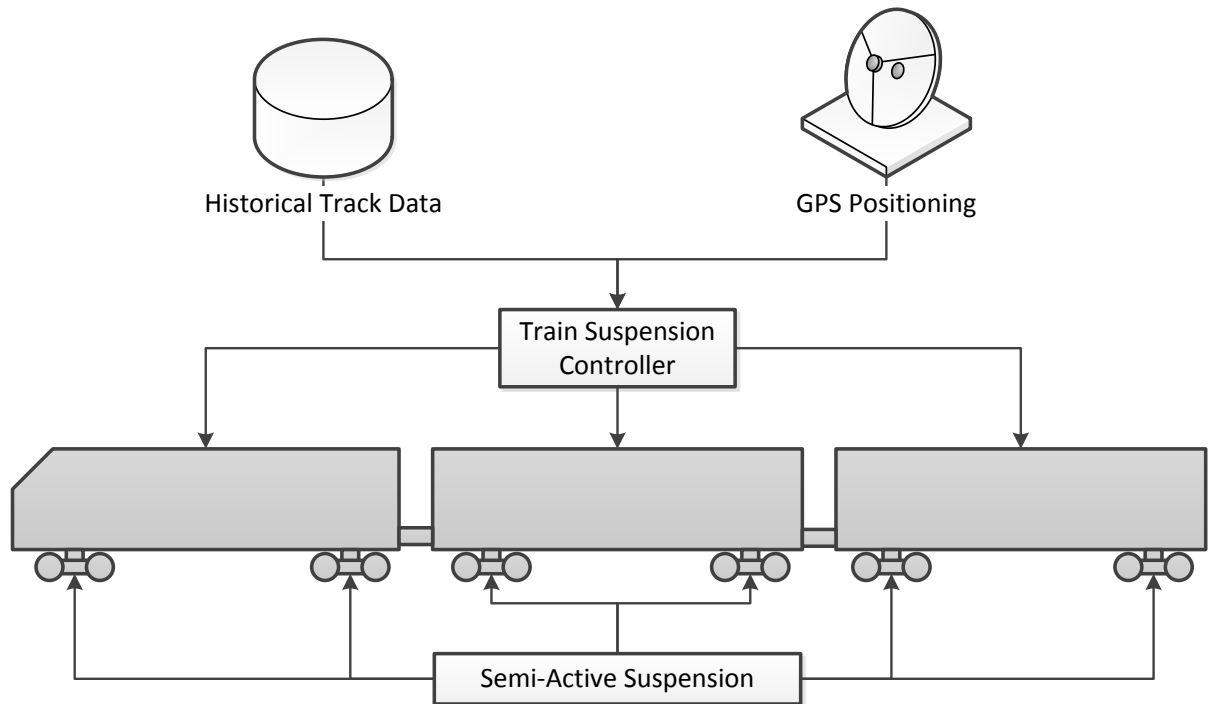 Historical Track Data
GPS Positioning
Train Suspension
Controller
Semi-Active Suspension